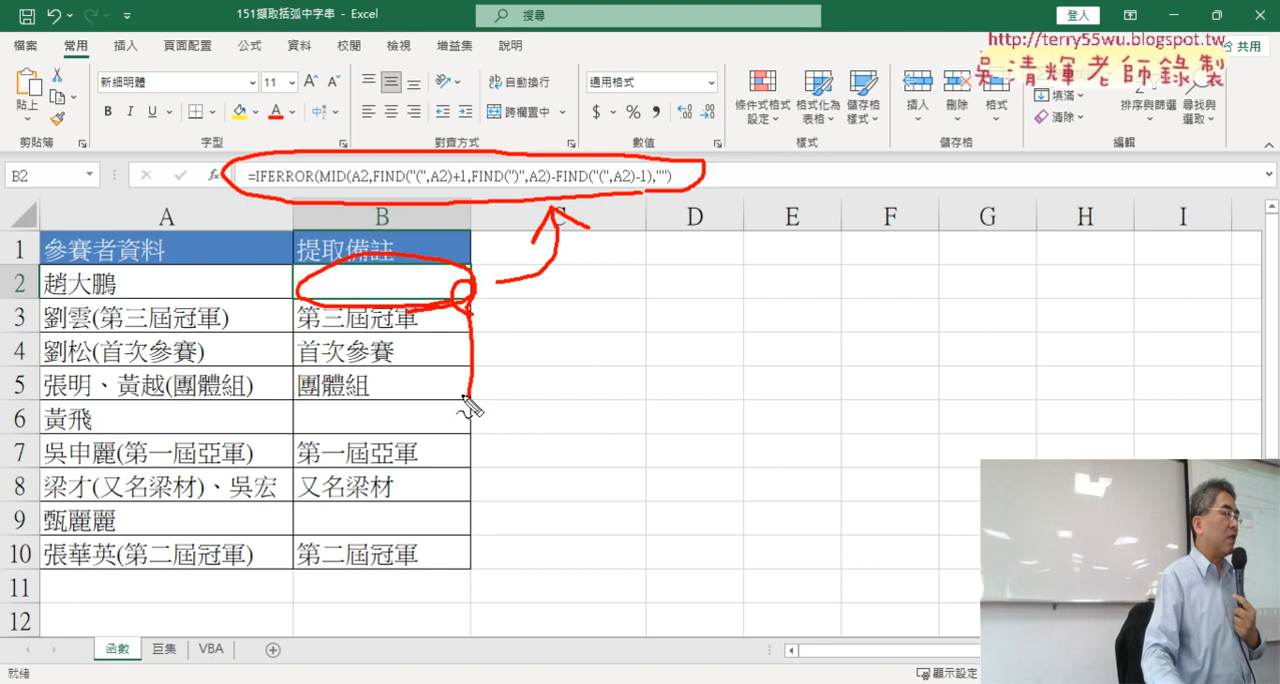 151擷取括弧中字串 - Excel
搜尋
登入
檔案 常用 插入 頁面配置 公式 資料 校閱 檢視 增益集 說明
http://terry55wu.blogspot.tw
吳清輝老師錄製
共用
貼上
新細明體 11
自動換行
通用格式
B I U
跨欄置中
$ % ,
條件式格式設定
格式化為表格
儲存格樣式
插入 刪除 格式
填滿
清除
排序與篩選
尋找與選取
剪貼簿 字型 對齊方式 數值 樣式 儲存格 編輯
B2 fx =IFERROR(MID(A2,FIND("(",A2)+1,FIND(")",A2)-FIND("(",A2)-1),"")
A B C D E F G H I
1 參賽者資料 提取備註
2 趙大鵬
3 劉雲(第三屆冠軍) 第三屆冠軍
4 劉松(首次參賽) 首次參賽
5 張明、黃越(團體組) 團體組
6 黃飛
7 吳申麗(第一屆亞軍) 第一屆亞軍
8 梁才(又名梁材)、吳宏 又名梁材
9 甄麗麗
10 張華英(第二屆冠軍) 第二屆冠軍
11
12
函數 巨集 VBA
就緒
顯示設定